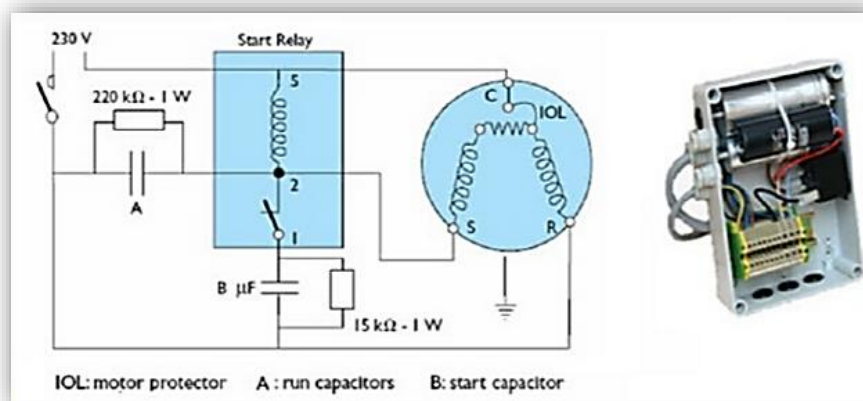 230 V
Start Relay
220 kΩ - 1 W
5
C
IOL
2
A
1
S
R
B µF
15 kΩ - 1 W
IOL: motor protector A : run capacitors B: start capacitor